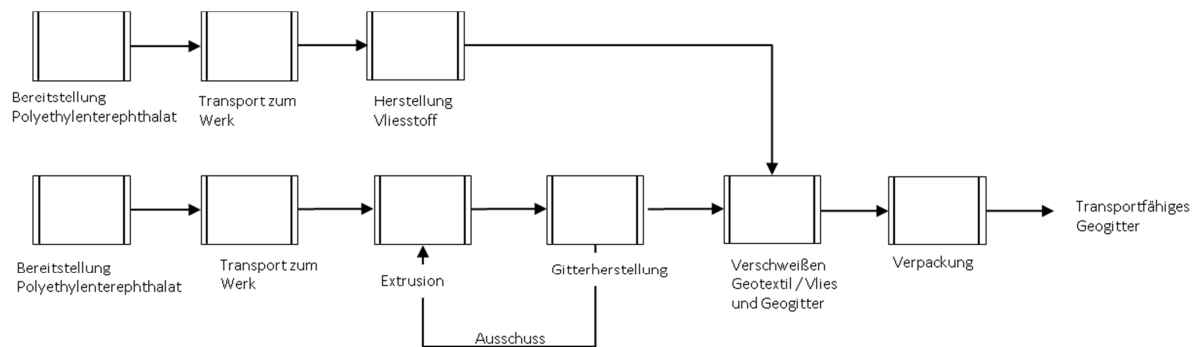 Bereitstellung
Polyethylenterephthalat
Transport zum
Werk
Herstellung
Vliesstoff
Bereitstellung
Polyethylenterephthalat
Transport zum
Werk
Extrusion
Gitterherstellung
Verschweißen
Geotextil / Vlies
und Geogitter
Verpackung
Transportfähiges
Geogitter
Ausschuss